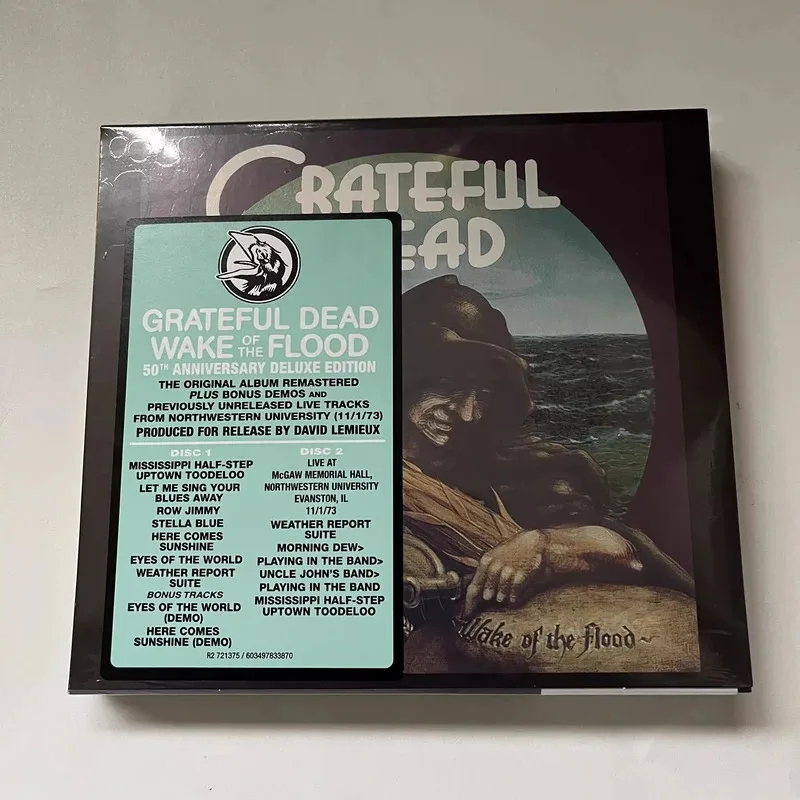 GRATEFUL
EAD
GRATEFUL DEAD
WAKE OF THE FLOOD
50TH ANNIVERSARY DELUXE EDITION
THE ORIGINAL ALBUM REMASTERED
PLUS BONUS DEMOS AND
PREVIOUSLY UNRELEASED LIVE TRACKS
FROM NORTHWESTERN UNIVERSITY (11/1/73)
PRODUCED FOR RELEASE BY DAVID LEMIEUX
DISC 1
MISSISSIPPI HALF-STEP
UPTOWN TOODELOO
LET ME SING YOUR
BLUES AWAY
ROW JIMMY
STELLA BLUE
HERE COMES
SUNSHINE
EYES OF THE WORLD
WEATHER REPORT
SUITE
BONUS TRACKS
EYES OF THE WORLD
(DEMO)
HERE COMES
SUNSHINE (DEMO)
DISC 2
LIVE AT
McGAW MEMORIAL HALL,
NORTHWESTERN UNIVERSITY
EVANSTON, IL
11/1/73
WEATHER REPORT
SUITE
MORNING DEW>
PLAYING IN THE BAND>
UNCLE JOHN'S BAND>
PLAYING IN THE BAND
MISSISSIPPI HALF-STEP
UPTOWN TOODELOO
R2 721375 / 603497833870
Wake of the Flood~